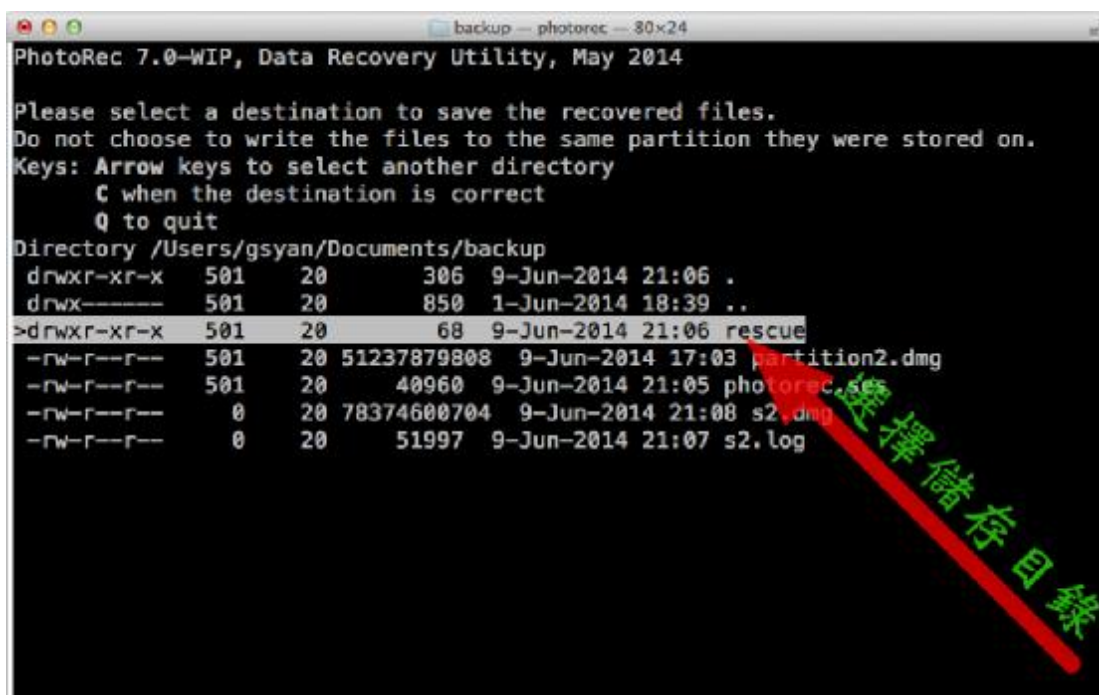 backup — photorec — 80×24
PhotoRec 7.0-WIP, Data Recovery Utility, May 2014
Please select a destination to save the recovered files.
Do not choose to write the files to the same partition they were stored on.
Keys: Arrow keys to select another directory
C when the destination is correct
Q to quit
Directory /Users/gsyan/Documents/backup
drwxr-xr-x 501 20 306 9-Jun-2014 21:06 .
drwx------ 501 20 850 1-Jun-2014 18:39 ..
>drwxr-xr-x 501 20 68 9-Jun-2014 21:06 rescue
-rw-r--r-- 501 20 51237879808 9-Jun-2014 17:03 partition2.dmg
-rw-r--r-- 501 20 40960 9-Jun-2014 21:05 photorec.ses
-rw-r--r-- 0 20 78374600704 9-Jun-2014 21:08 s2.dmg
-rw-r--r-- 0 20 51997 9-Jun-2014 21:07 s2.log
選擇儲存目錄